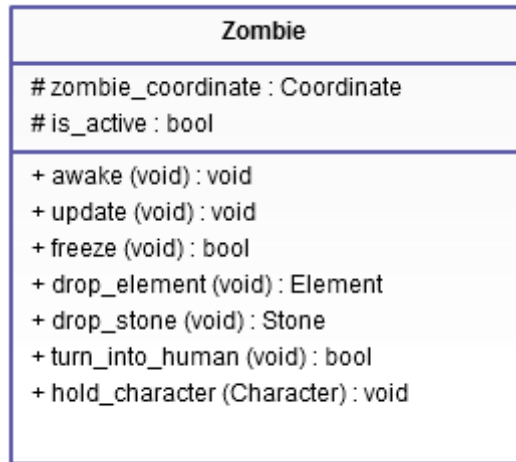 Zombie
# zombie_coordinate : Coordinate
# is_active : bool
+ awake (void) : void
+ update (void) : void
+ freeze (void) : bool
+ drop_element (void) : Element
+ drop_stone (void) : Stone
+ turn_into_human (void) : bool
+ hold_character (Character) : void